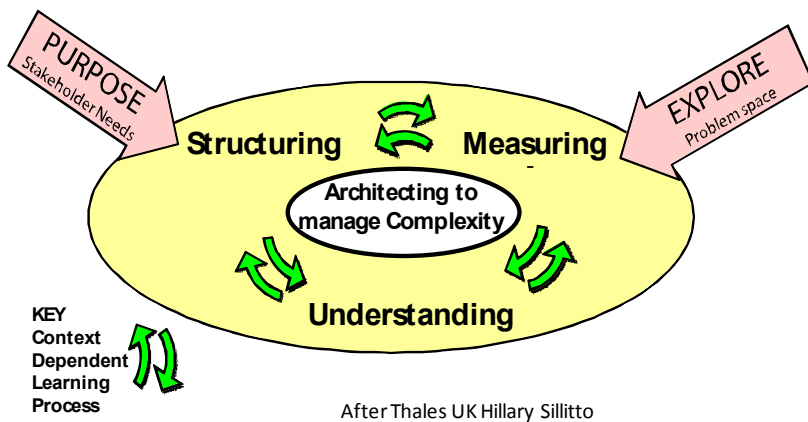 PURPOSE
Stakeholder Needs
EXPLORE
Problem space
Structuring
Measuring
Architecting to
manage Complexity
Understanding
KEY
Context
Dependent
Learning
Process
After Thales UK Hillary Sillitto